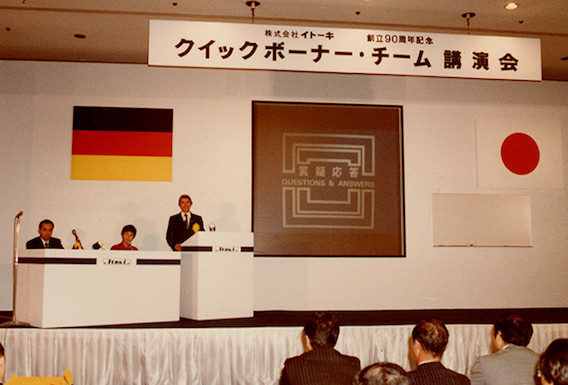 株式会社 イトーキ 創立90周年記念
クイックボーナー・チーム 講演会
質疑応答
QUESTIONS & ANSWERS